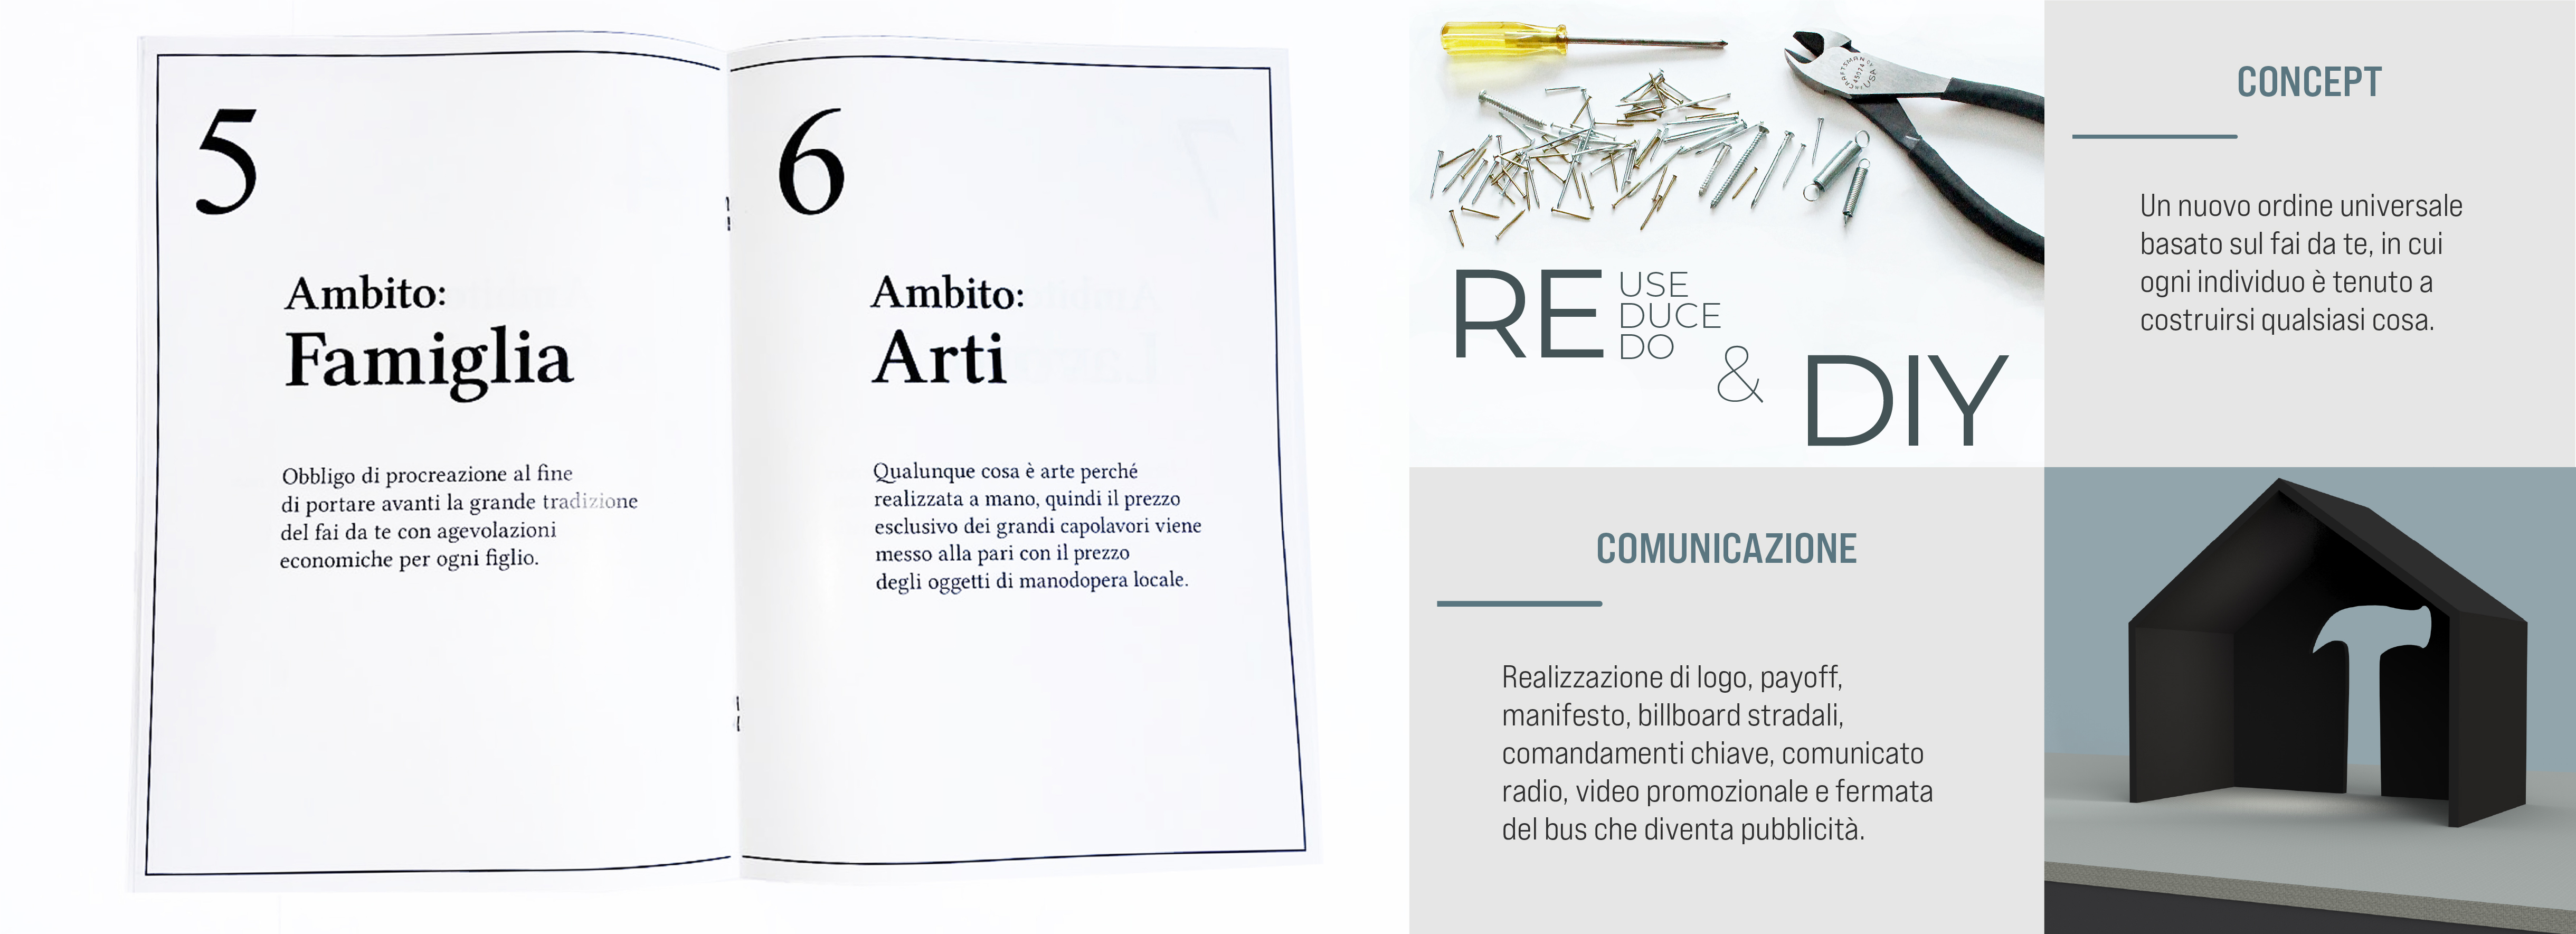 5
Ambito:
Famiglia
Obbligo di procreazione al fine
di portare avanti la grande tradizione
del fai da te con agevolazioni
economiche per ogni figlio.
6
Ambito:
Arti
Qualunque cosa è arte perché
realizzata a mano, quindi il prezzo
esclusivo dei grandi capolavori viene
messo alla pari con il prezzo
degli oggetti di manodopera locale.
CRAFTSMAN
45074
USA
RE
USE
DUCE
DO
&
DIY
CONCEPT
Un nuovo ordine universale
basato sul fai da te, in cui
ogni individuo è tenuto a
costruirsi qualsiasi cosa.
COMUNICAZIONE
Realizzazione di logo, payoff,
manifesto, billboard stradali,
comandamenti chiave, comunicato
radio, video promozionale e fermata
del bus che diventa pubblicità.